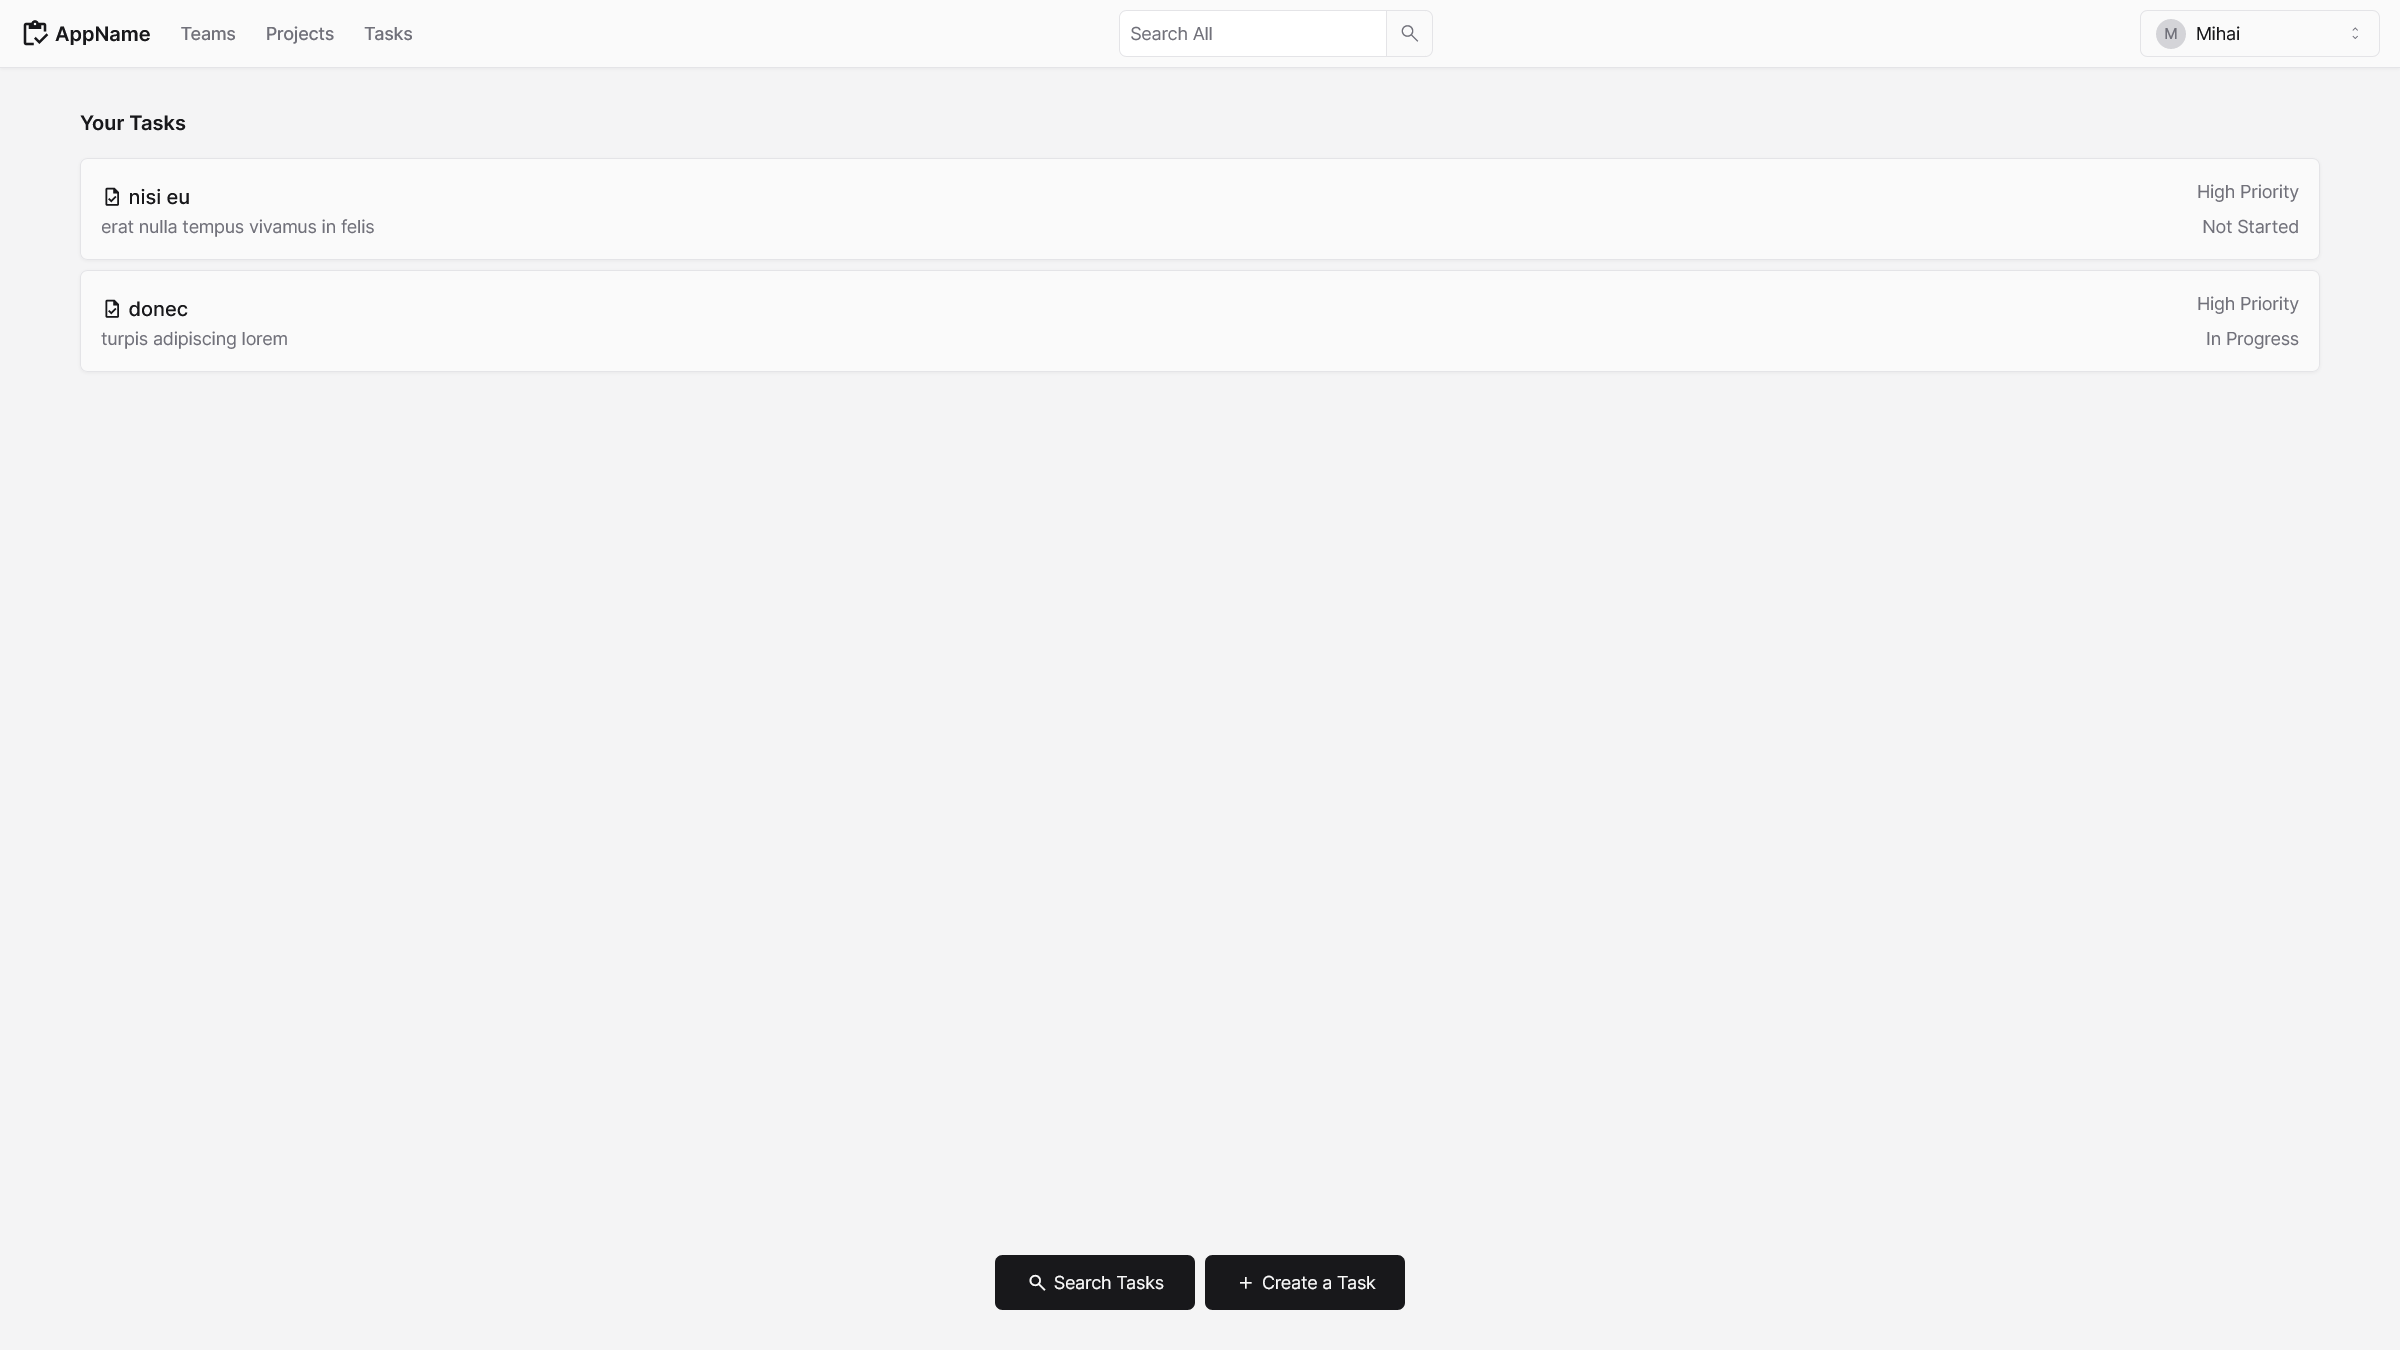 AppName
Teams
Projects
Tasks
Search All
M
Mihai
Your Tasks
nisi eu
High Priority
erat nulla tempus vivamus in felis
Not Started
donec
High Priority
turpis adipiscing lorem
In Progress
Search Tasks
Create a Task